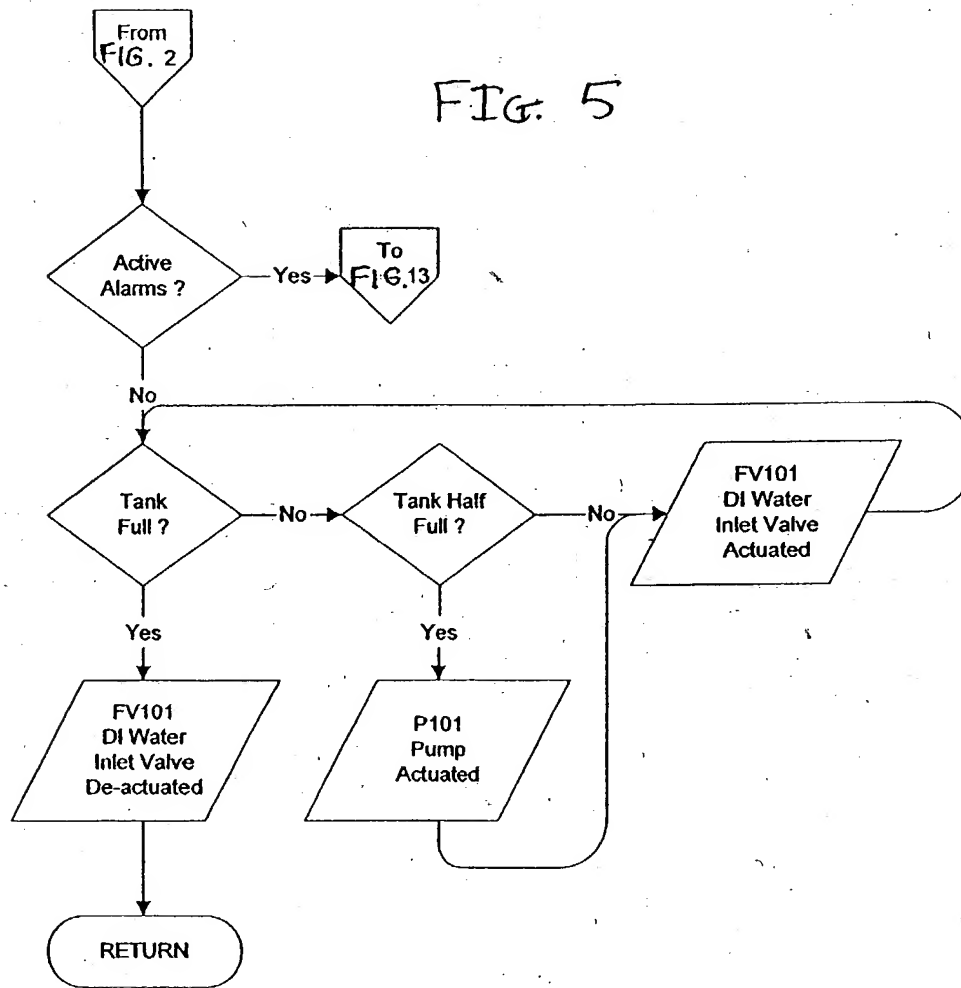 From
FIG. 2
FIG. 5
Active
Alarms ?
Yes
To
FIG.13
No
Tank
Full ?
No
Tank Half
Full ?
No
FV101
DI Water
Inlet Valve
Actuated
Yes
Yes
FV101
DI Water
Inlet Valve
De-actuated
P101
Pump
Actuated
RETURN